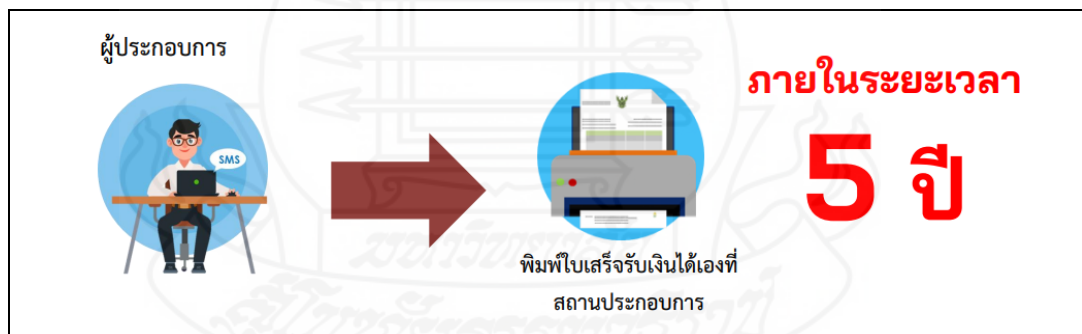 ผู้ประกอบการ
SMS
ภายในระยะเวลา
5 ปี
พิมพ์ใบเสร็จรับเงินได้เองที่
สถานประกอบการ